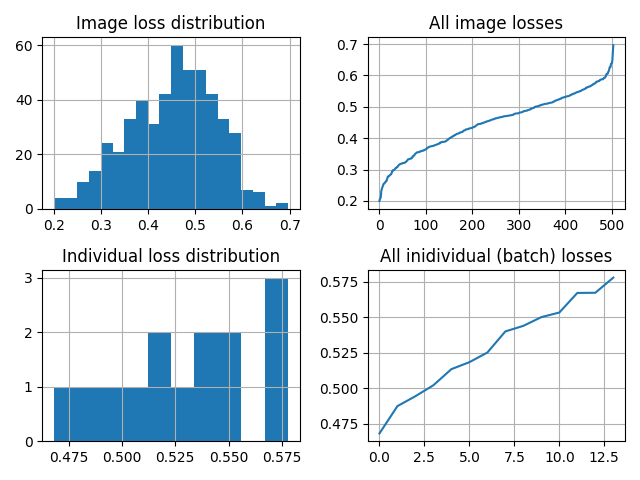 Image loss distribution
60
40
20
0
0.2 0.3 0.4 0.5 0.6 0.7
All image losses
0.7
0.6
0.5
0.4
0.3
0.2
0 100 200 300 400 500
Individual loss distribution
3
2
1
0
0.475 0.500 0.525 0.550 0.575
All inidividual (batch) losses
0.575
0.550
0.525
0.500
0.475
0.0 2.5 5.0 7.5 10.0 12.5